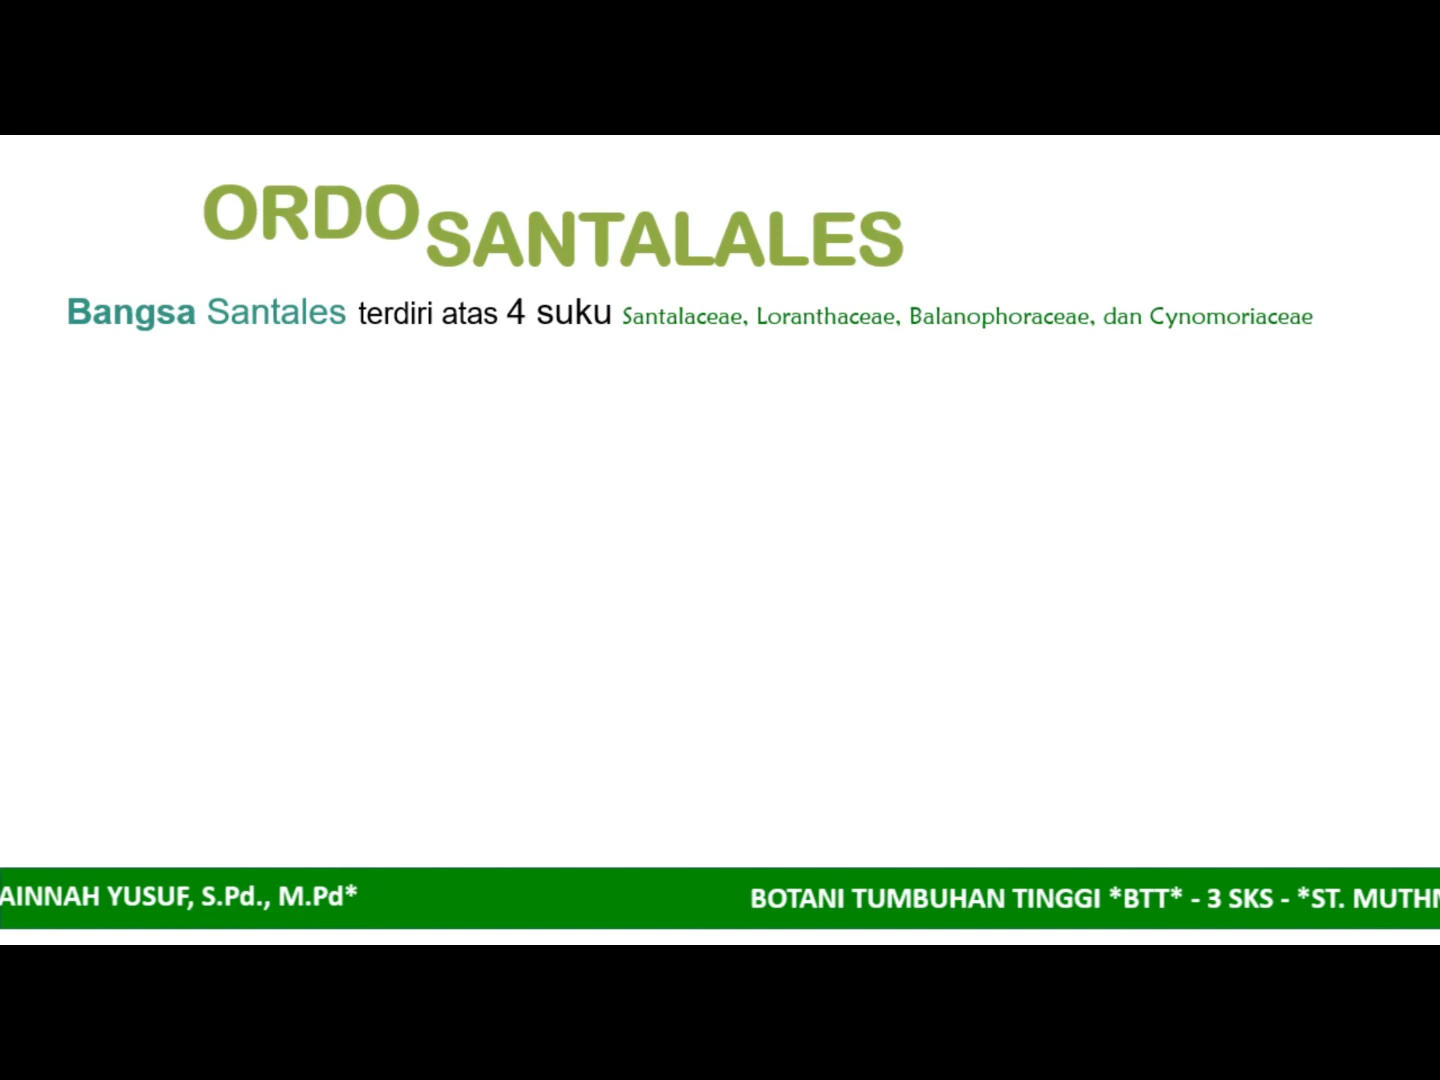 ORDO SANTALALES
Bangsa Santales terdiri atas 4 suku Santalaceae, Loranthaceae, Balanophoraceae, dan Cynomoriaceae
AINNAH YUSUF, S.Pd., M.Pd* BOTANI TUMBUHAN TINGGI *BTT* - 3 SKS - *ST. MUTHM